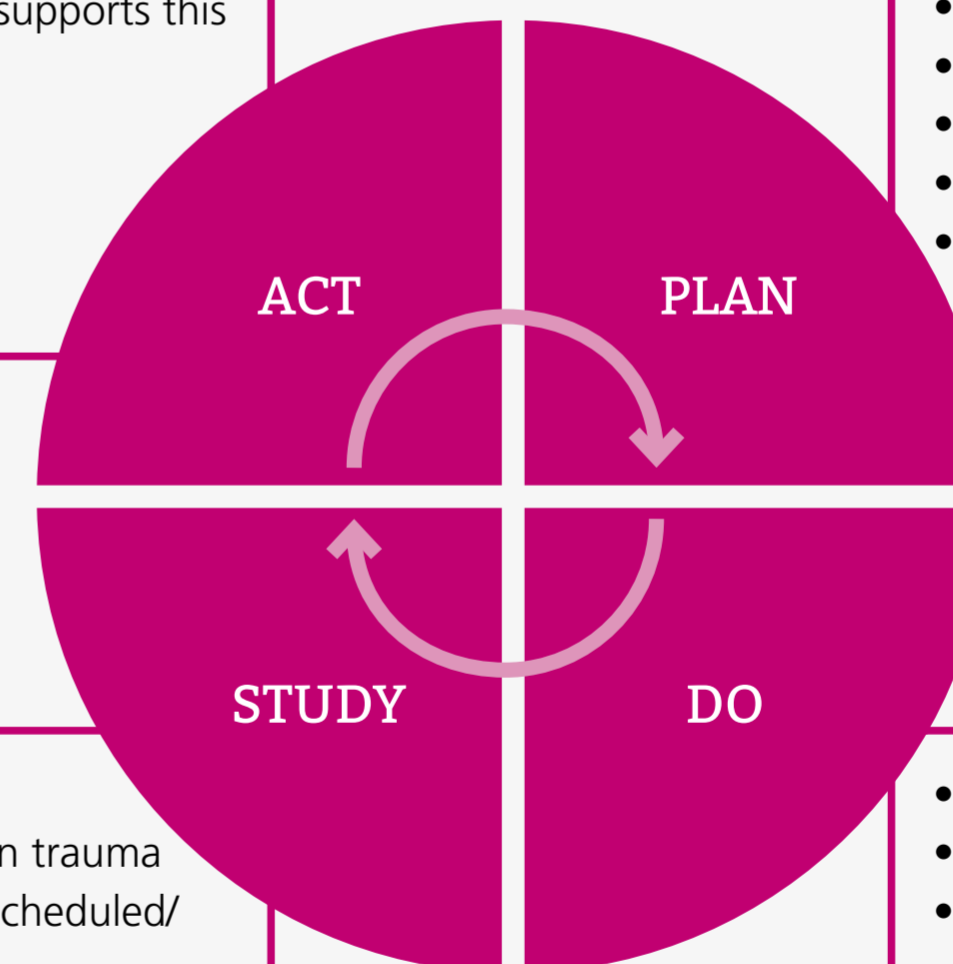 supports this
ACT
PLAN
STUDY
DO
n trauma
cheduled/